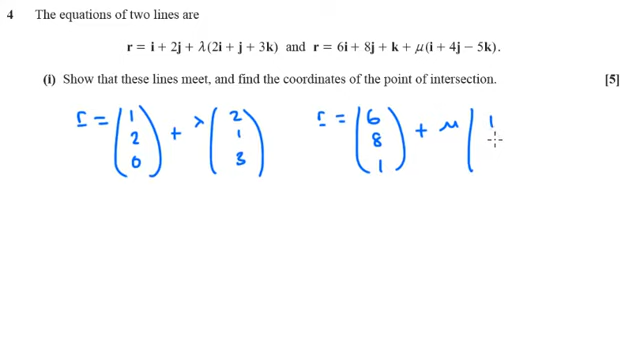 4 The equations of two lines are
r = i + 2j + λ(2i + j + 3k) and r = 6i + 8j + k + μ(i + 4j − 5k).
(i) Show that these lines meet, and find the coordinates of the point of intersection. [5]
r = ( 1 2 0 ) + λ ( 2 1 3 ) r = ( 6 8 1 ) + μ ( 1